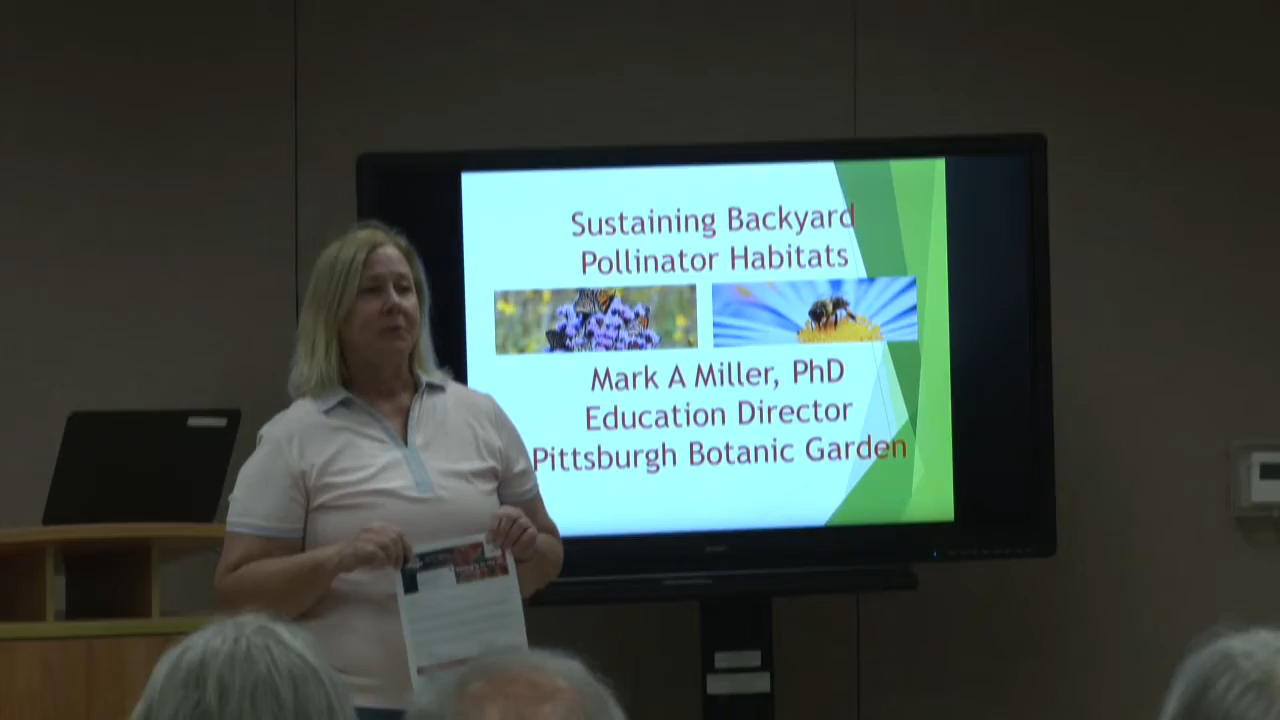 Sustaining Backyard
Pollinator Habitats
Mark A Miller, PhD
Education Director
Pittsburgh Botanic Garden